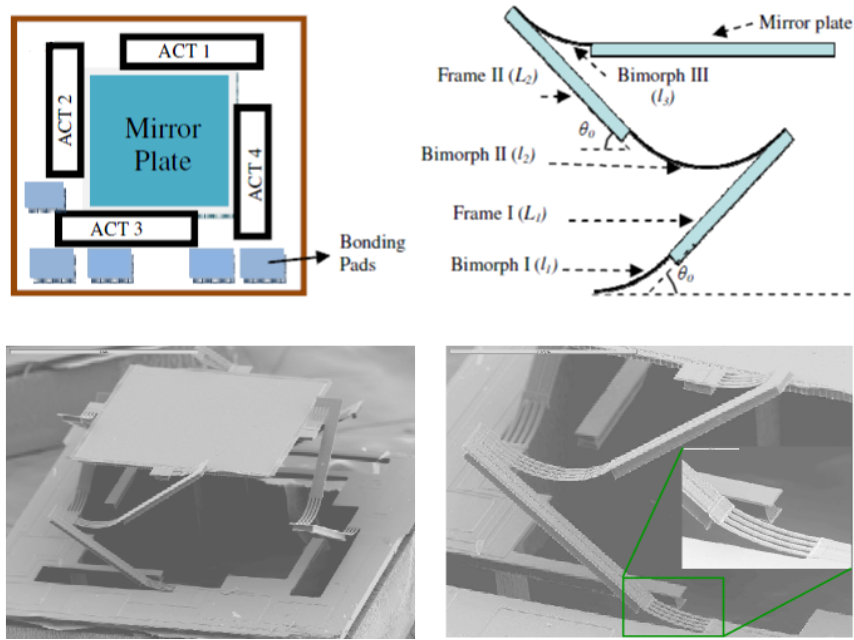 ACT 1
ACT 2
Mirror
Plate
ACT 4
ACT 3
Bonding
Pads
Mirror plate
Frame II (L₂)
Bimorph III
(l₃)
θ₀
Bimorph II (l₂)
Frame I (L₁)
Bimorph I (l₁)
θ₀